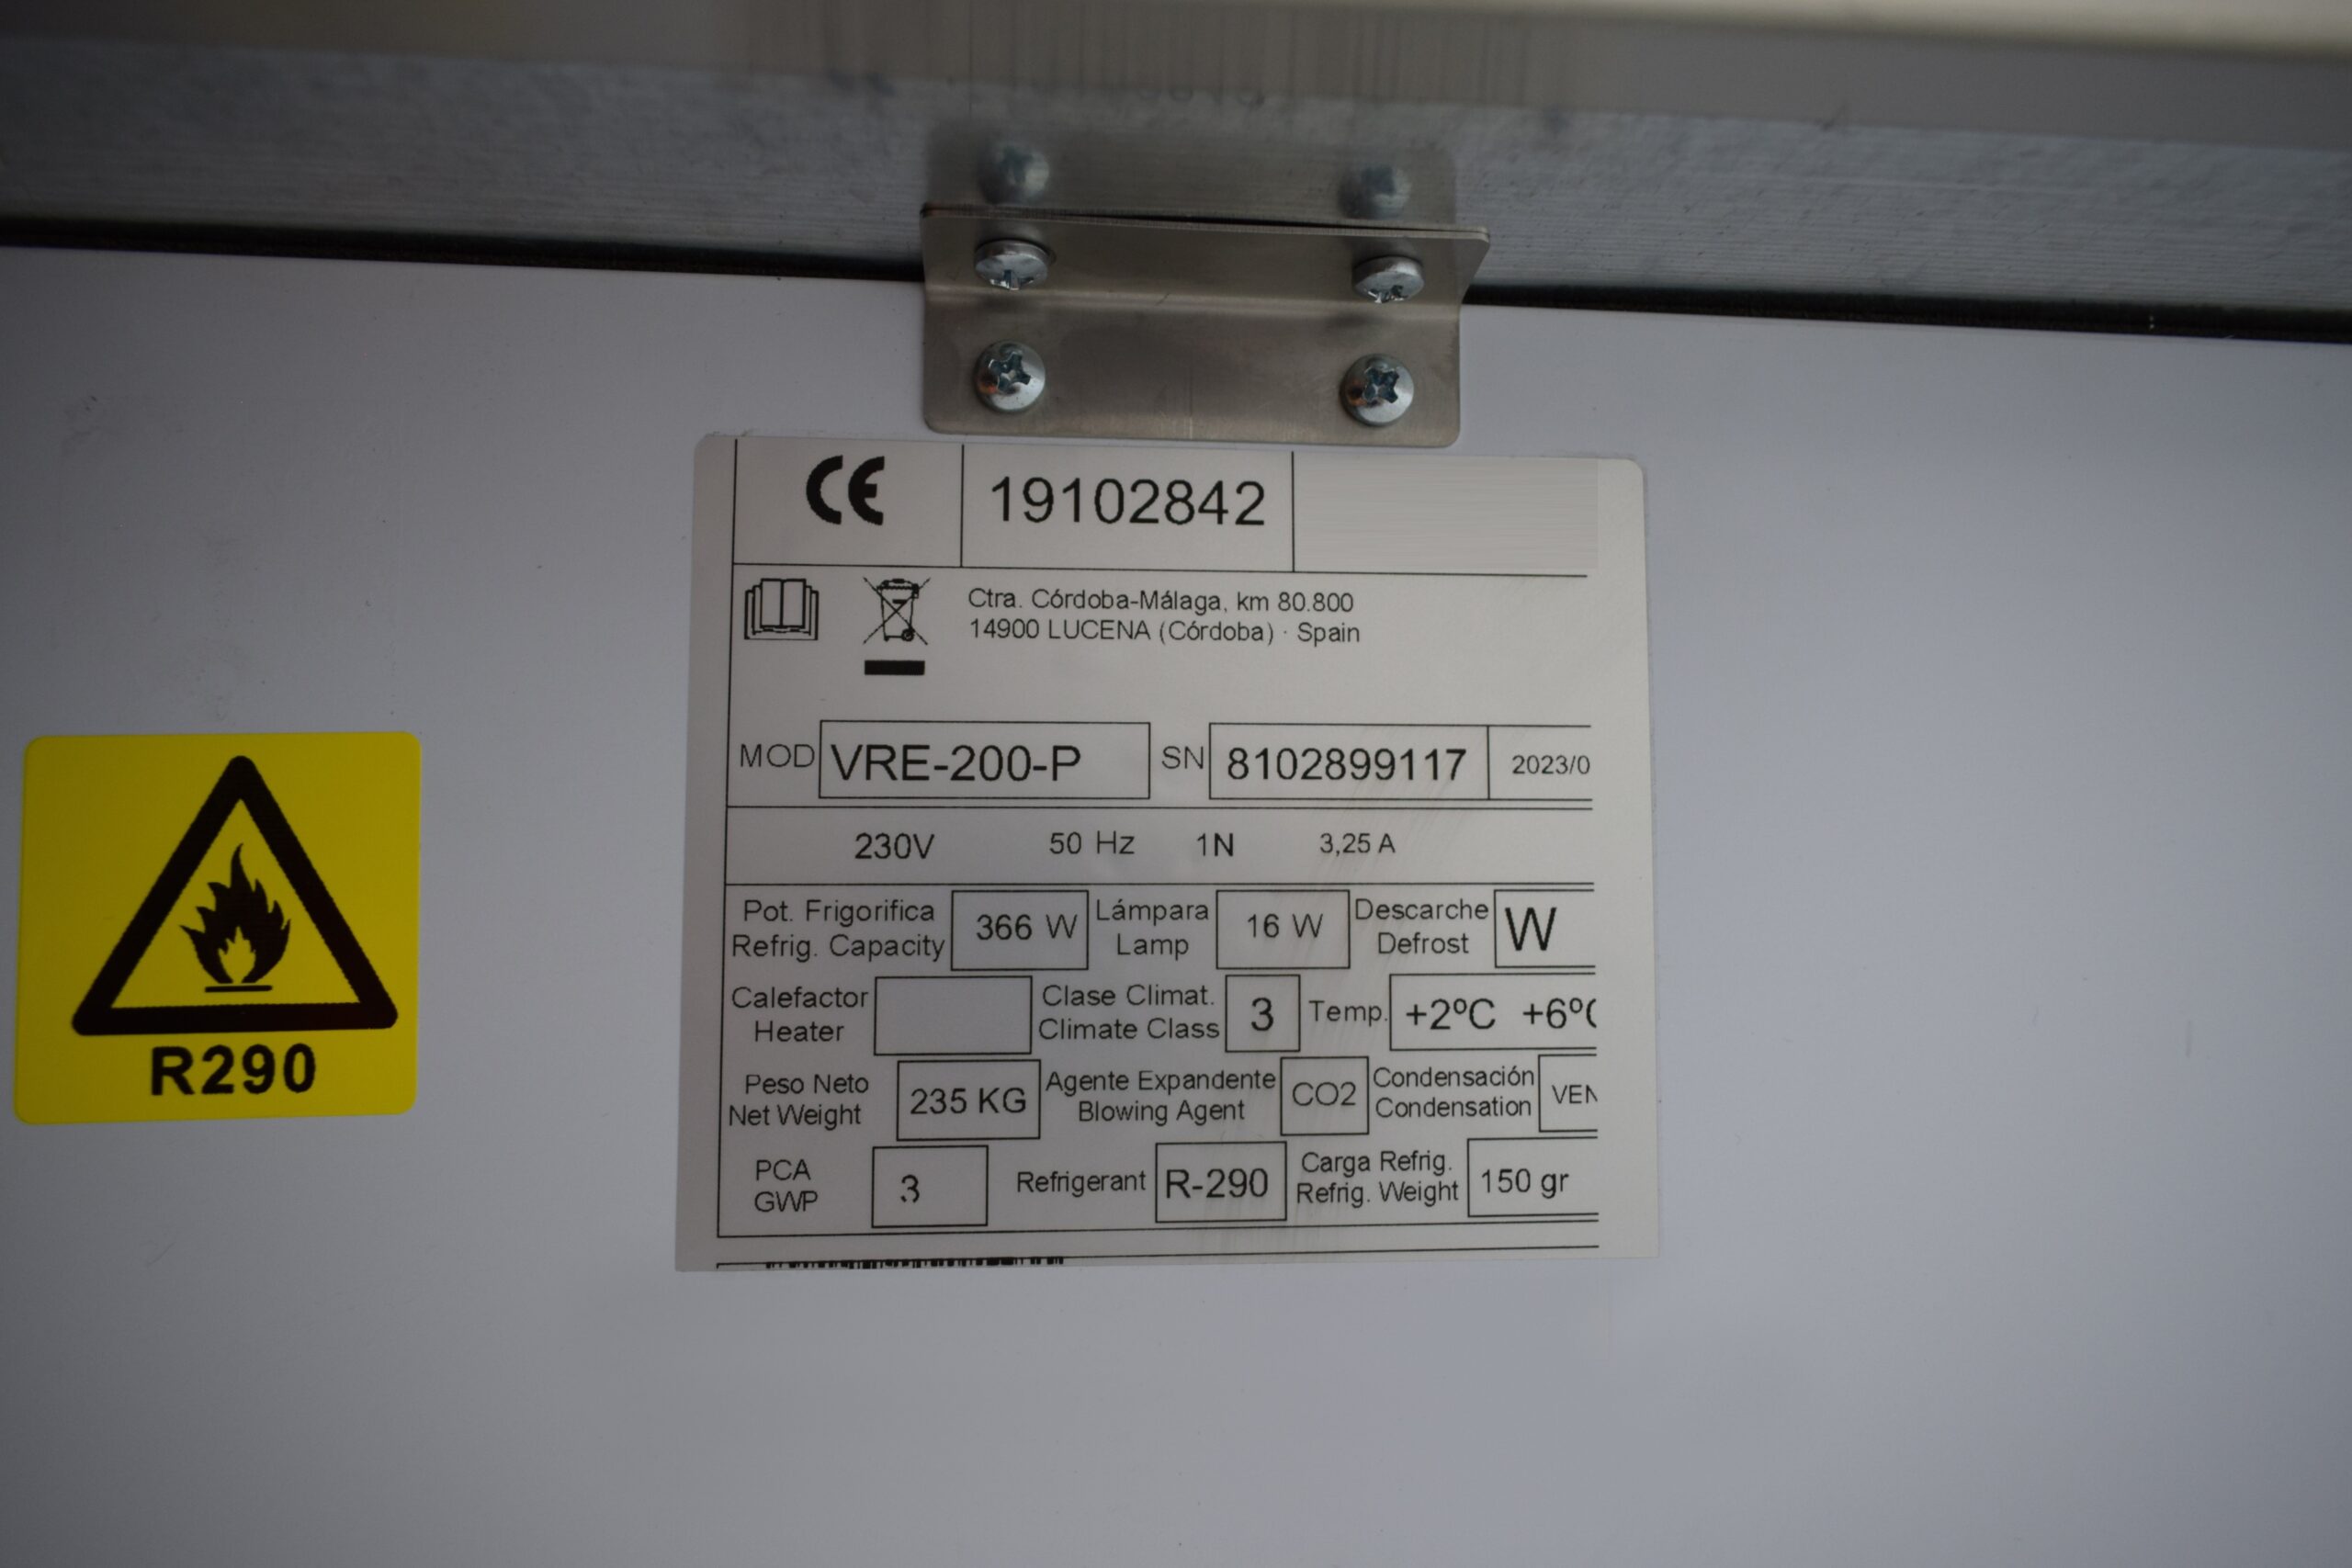 CE 19102842
Ctra. Córdoba-Málaga, km 80.800
14900 LUCENA (Córdoba) · Spain
MOD VRE-200-P SN 8102899117 2023/0
230V 50 Hz 1N 3,25 A
Pot. Frigorifica 366 W Lámpara 16 W Descarche W
Refrig. Capacity Lamp Defrost
Calefactor Clase Climat. 3 Temp. +2ºC +6º
Heater Climate Class
Peso Neto 235 KG Agente Expandente CO2 Condensación VEN
Net Weight Blowing Agent Condensation
PCA 3 Refrigerant R-290 Carga Refrig. 150 gr
GWP Refrig. Weight
R290